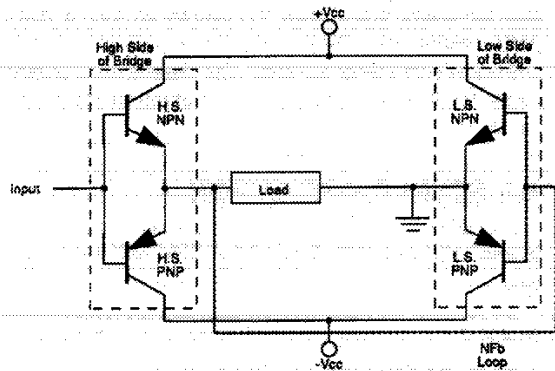 +Vcc
High Side
of Bridge
Low Side
of Bridge
H.S.
NPN
L.S.
NPN
Input
Load
H.S.
PNP
L.S.
PNP
-Vcc
NFb
Loop